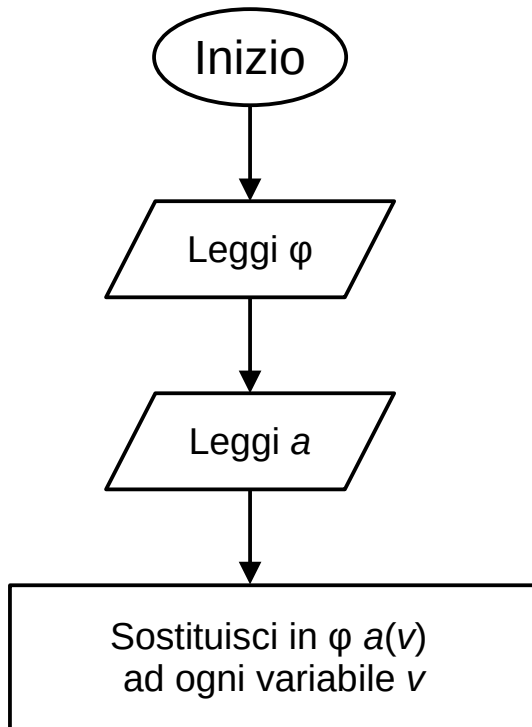 Inizio
Leggi φ
Leggi a
Sostituisci in φ a(v)
ad ogni variabile v